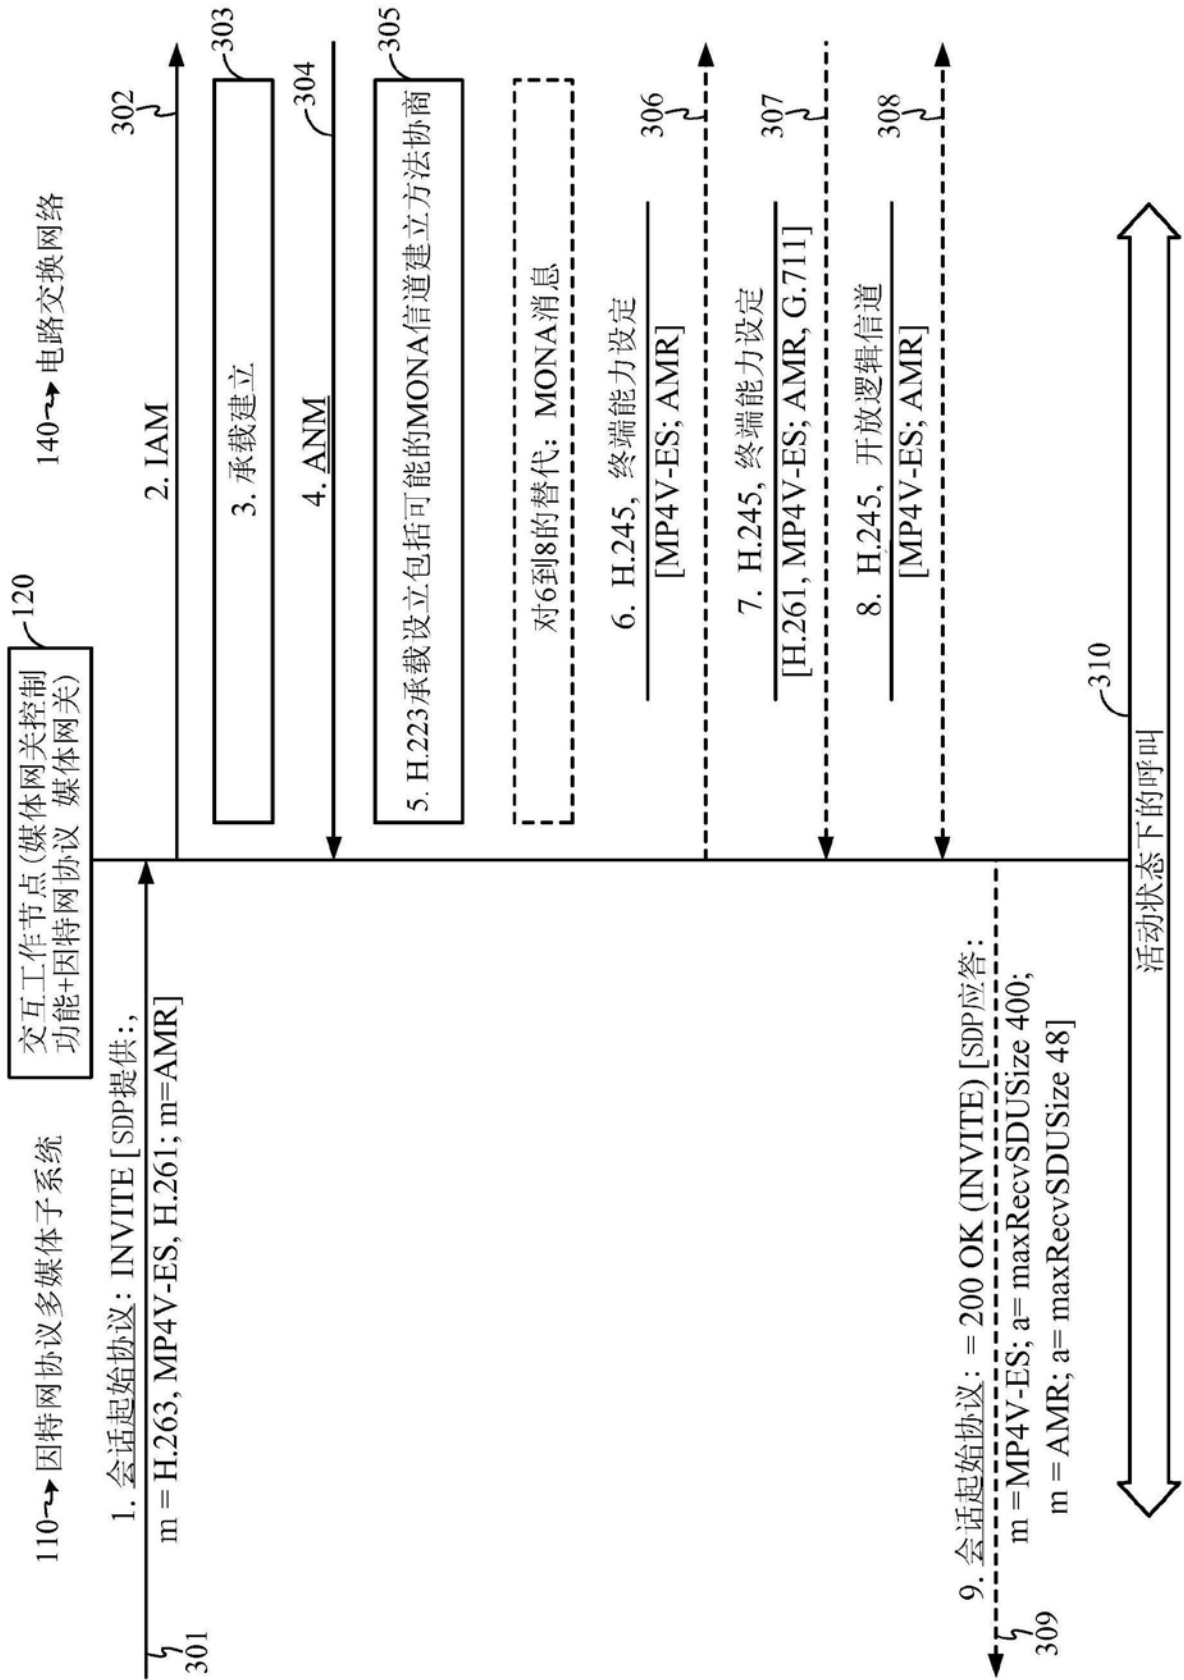 110 因特网协议多媒体子系统
交互工作节点(媒体网关控制
功能+因特网协议 媒体网关)
120
140 电路交换网络
1. 会话起始协议: INVITE [SDP提供:,
m = H.263, MP4V-ES, H.261; m=AMR]
301
2. IAM
302
3. 承载建立
303
4. ANM
304
5. H.223承载设立包括可能的MONA信道建立方法协商
305
对6到8的替代: MONA消息
6. H.245, 终端能力设定
[MP4V-ES; AMR]
306
7. H.245, 终端能力设定
[H.261, MP4V-ES; AMR, G.711]
307
8. H.245, 开放逻辑信道
[MP4V-ES; AMR]
308
9. 会话起始协议: = 200 OK (INVITE) [SDP应答:
m =MP4V-ES; a= maxRecvSDUSize 400;
m = AMR; a= maxRecvSDUSize 48]
309
活动状态下的呼叫
310